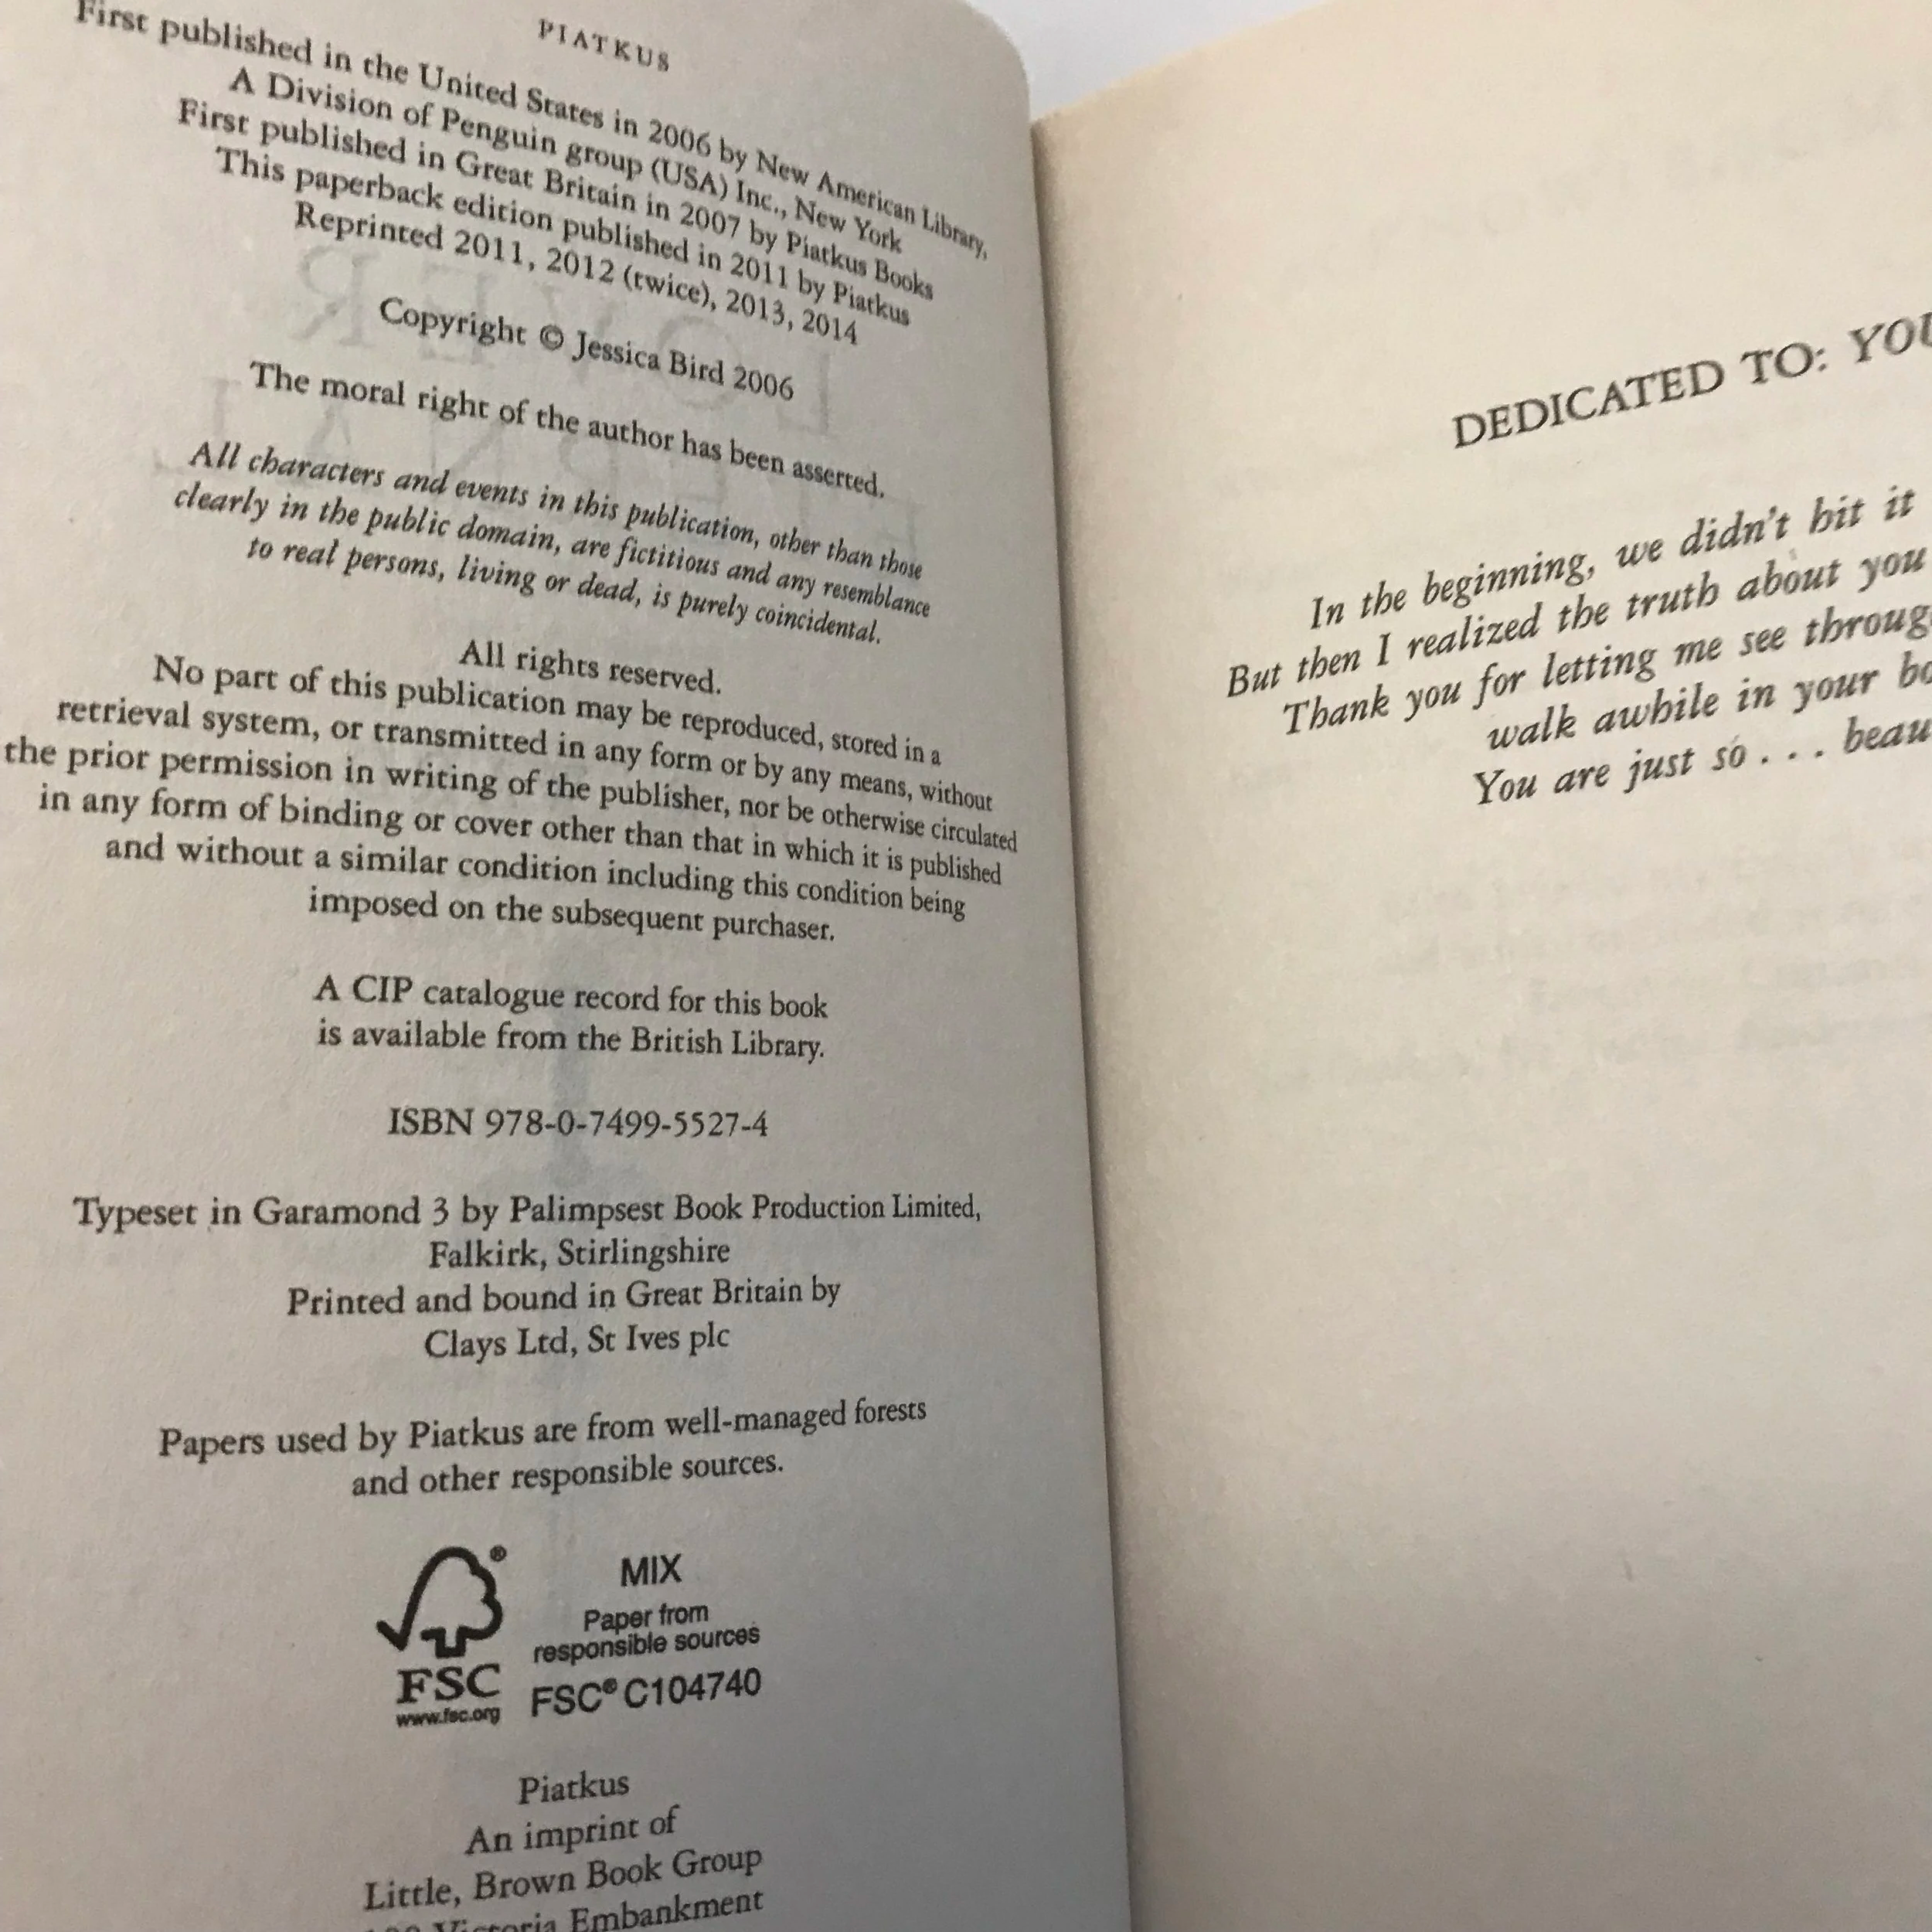 PIATKUS
First published in the United States in 2006 by New American Library,
A Division of Penguin group (USA) Inc., New York
First published in Great Britain in 2007 by Piatkus Books
This paperback edition published in 2011 by Piatkus
Reprinted 2011, 2012 (twice), 2013, 2014
Copyright © Jessica Bird 2006
The moral right of the author has been asserted.
All characters and events in this publication, other than those
clearly in the public domain, are fictitious and any resemblance
to real persons, living or dead, is purely coincidental.
All rights reserved.
No part of this publication may be reproduced, stored in a
retrieval system, or transmitted in any form or by any means, without
the prior permission in writing of the publisher, nor be otherwise circulated
in any form of binding or cover other than that in which it is published
and without a similar condition including this condition being
imposed on the subsequent purchaser.
A CIP catalogue record for this book
is available from the British Library.
ISBN 978-0-7499-5527-4
Typeset in Garamond 3 by Palimpsest Book Production Limited,
Falkirk, Stirlingshire
Printed and bound in Great Britain by
Clays Ltd, St Ives plc
Papers used by Piatkus are from well-managed forests
and other responsible sources.
®
FSC
www.fsc.org
MIX
Paper from
responsible sources
FSC® C104740
Piatkus
An imprint of
Little, Brown Book Group
Victoria Embankment
DEDICATED TO: YOU
In the beginning, we didn't hit it
But then I realized the truth about you
Thank you for letting me see throug
walk awhile in your bo
You are just so . . . beau